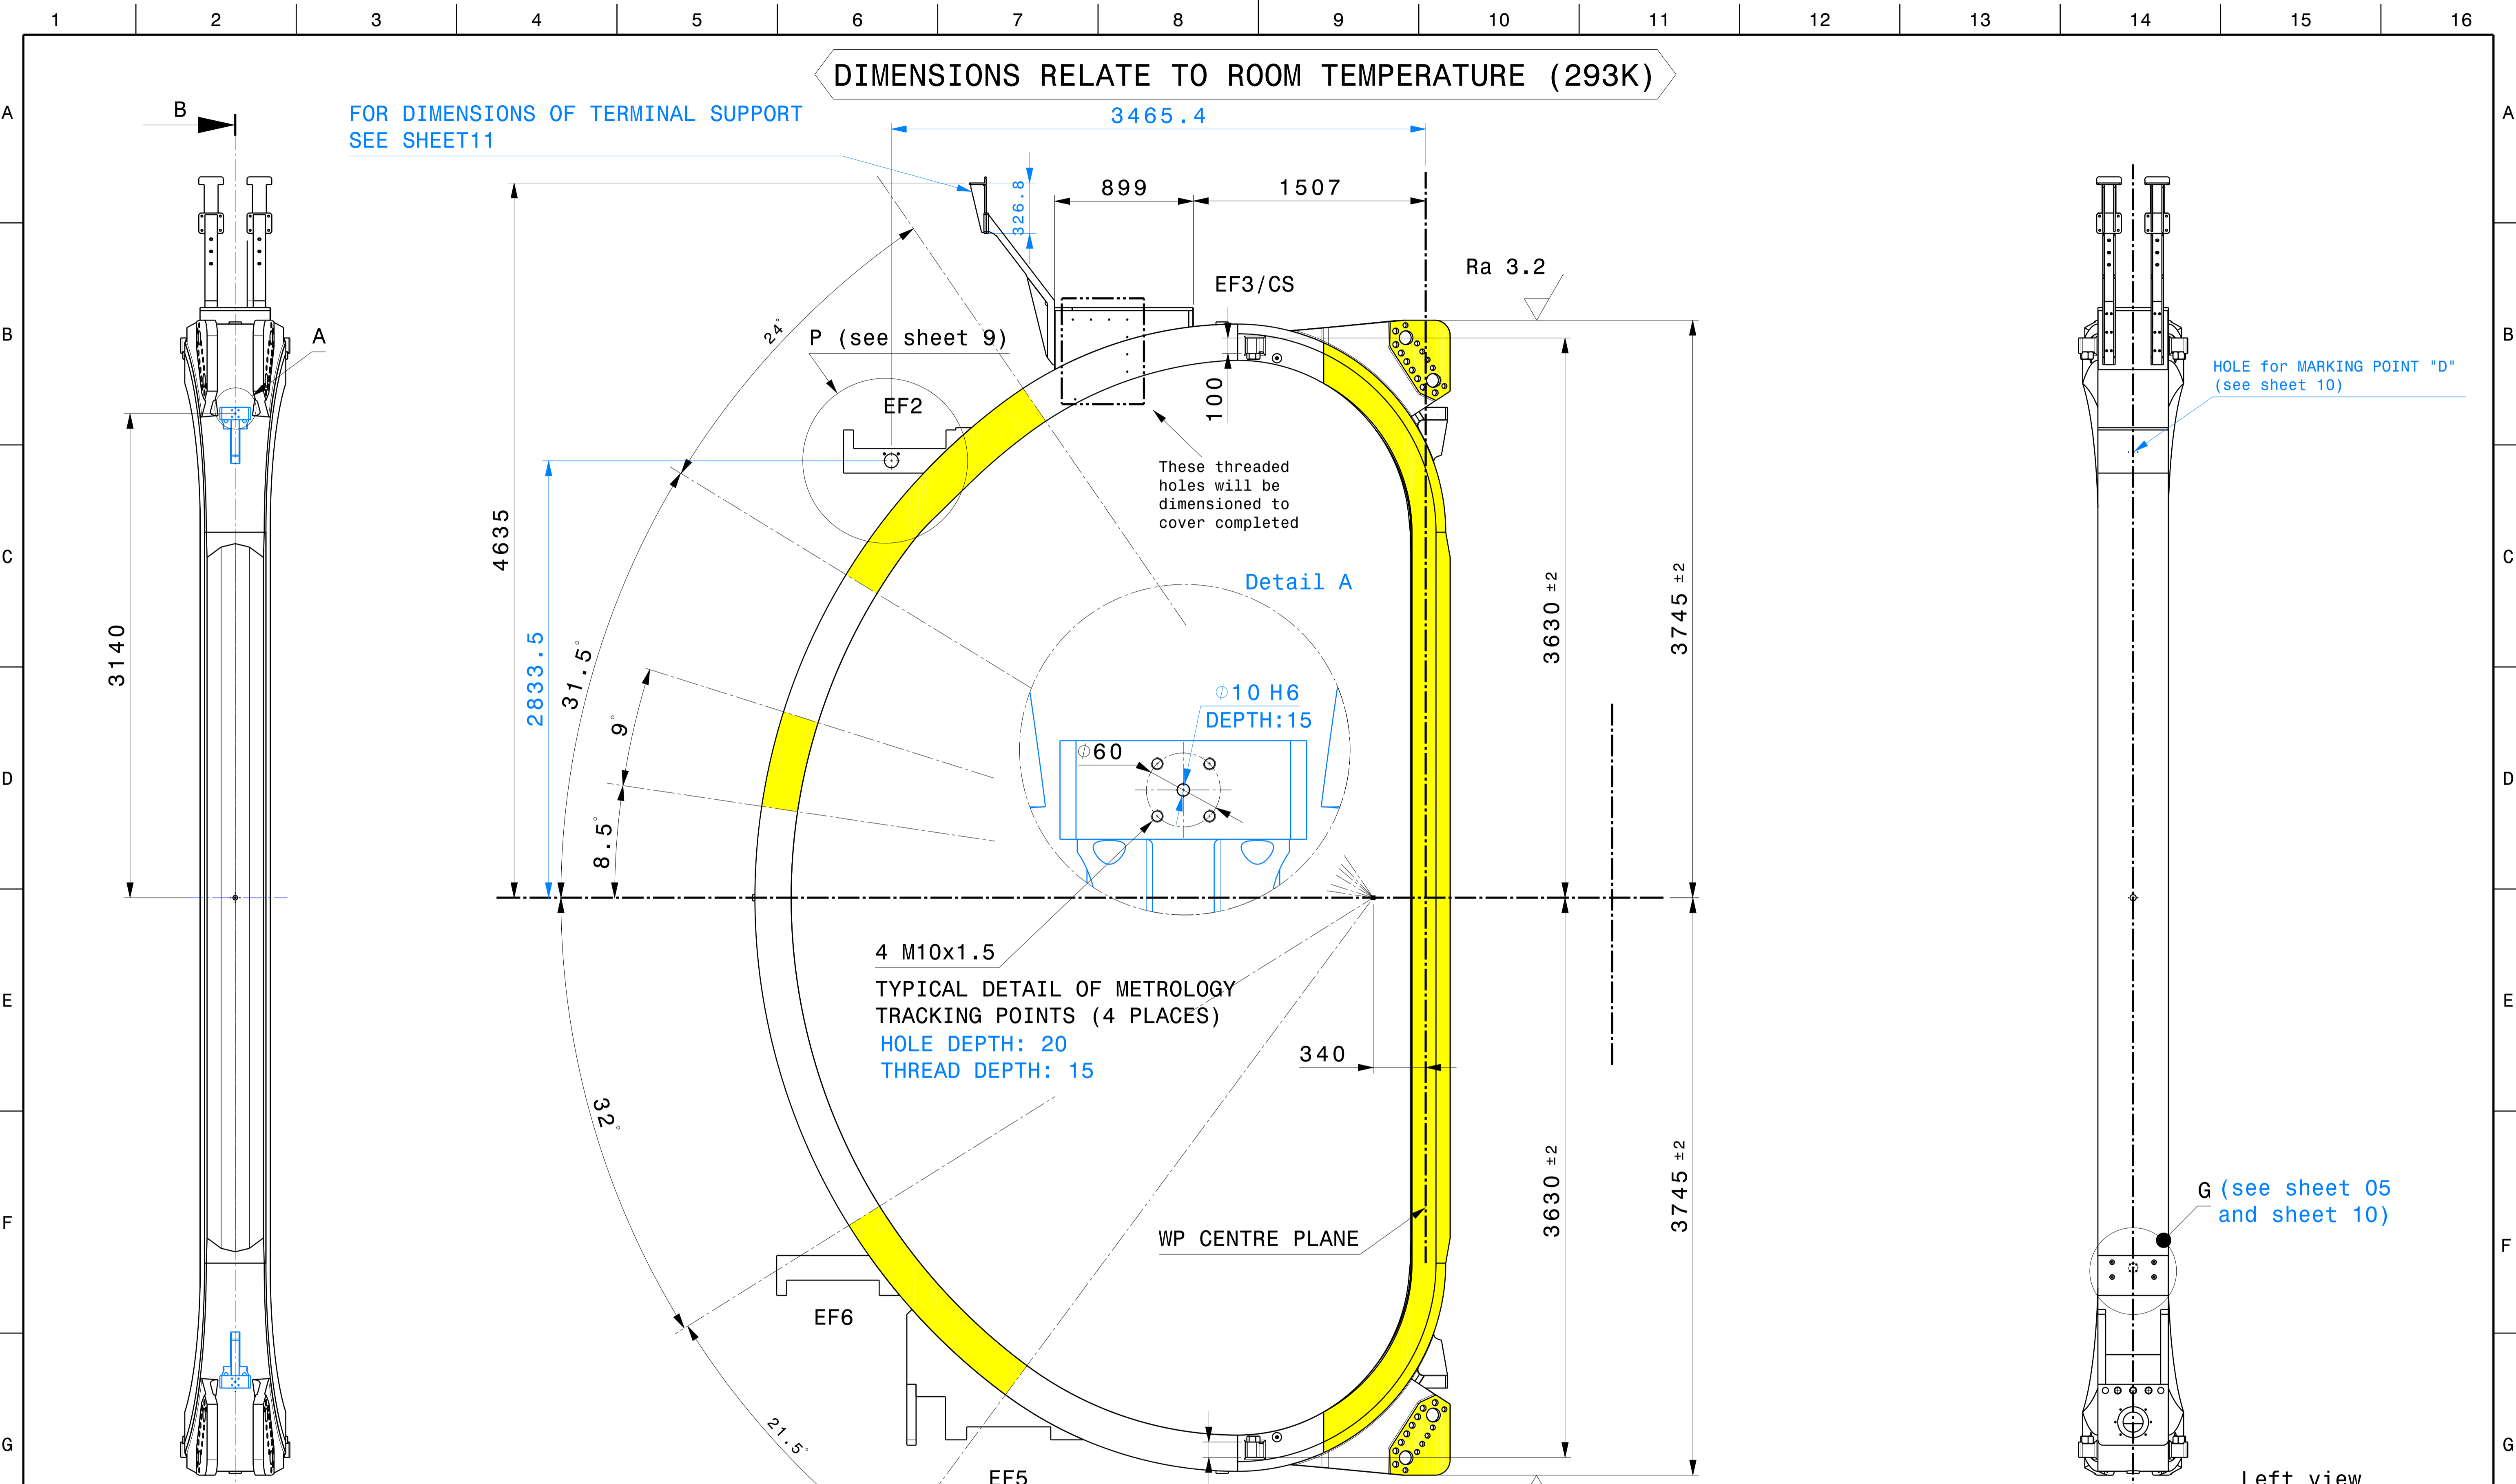 1 2 3 4 5 6 7 8 9 10 11 12 13 14 15 16
DIMENSIONS RELATE TO ROOM TEMPERATURE (293K)
A
A
B
FOR DIMENSIONS OF TERMINAL SUPPORT
SEE SHEET11
3465.4
326.8
899
1507
Ra 3.2
EF3/CS
B
B
A
24°
P (see sheet 9)
EF2
100
HOLE for MARKING POINT "D"
(see sheet 10)
These threaded
holes will be
dimensioned to
cover completed
4635
C
C
Detail A
3630 ±2
3745 ±2
3140
2833.5
31.5°
9°
Ø10 H6
DEPTH:15
Ø60
D
D
8.5°
4 M10x1.5
TYPICAL DETAIL OF METROLOGY
TRACKING POINTS (4 PLACES)
HOLE DEPTH: 20
THREAD DEPTH: 15
E
E
340
32°
3630 ±2
3745 ±2
G (see sheet 05
and sheet 10)
WP CENTRE PLANE
F
F
EF6
21.5°
G
G
EF5
Left view